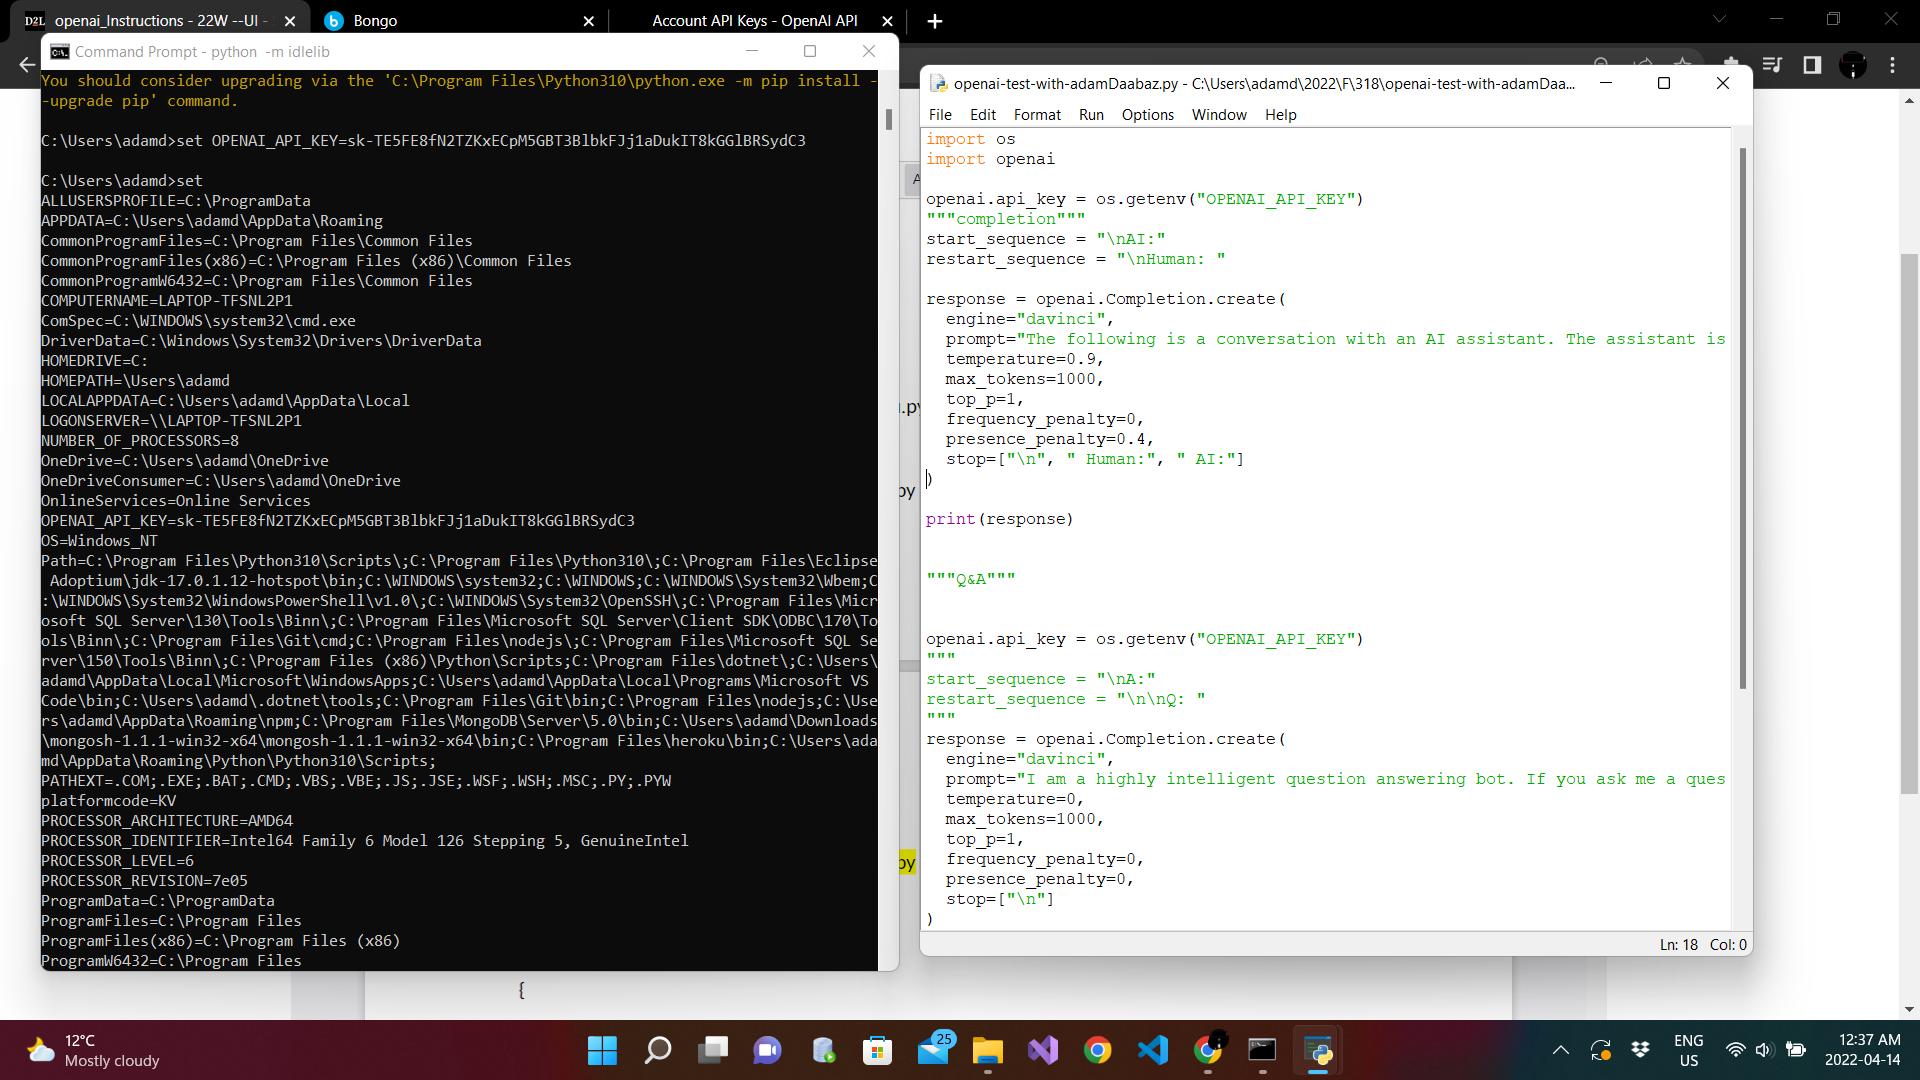 openai_Instructions - 22W --UI -
Bongo
Account API Keys - OpenAI API
Command Prompt - python  -m idlelib
You should consider upgrading via the 'C:\Program Files\Python310\python.exe -m pip install -
-upgrade pip' command.
C:\Users\adamd>set OPENAI_API_KEY=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
C:\Users\adamd>set
ALLUSERSPROFILE=C:\ProgramData
APPDATA=C:\Users\adamd\AppData\Roaming
CommonProgramFiles=C:\Program Files\Common Files
CommonProgramFiles(x86)=C:\Program Files (x86)\Common Files
CommonProgramW6432=C:\Program Files\Common Files
COMPUTERNAME=LAPTOP-TFSNL2P1
ComSpec=C:\WINDOWS\system32\cmd.exe
DriverData=C:\Windows\System32\Drivers\DriverData
HOMEDRIVE=C:
HOMEPATH=\Users\adamd
LOCALAPPDATA=C:\Users\adamd\AppData\Local
LOGONSERVER=\\LAPTOP-TFSNL2P1
NUMBER_OF_PROCESSORS=8
OneDrive=C:\Users\adamd\OneDrive
OneDriveConsumer=C:\Users\adamd\OneDrive
OnlineServices=Online Services
OPENAI_API_KEY=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
OS=Windows_NT
Path=C:\Program Files\Python310\Scripts\;C:\Program Files\Python310\;C:\Program Files\Eclipse
 Adoptium\jdk-17.0.1.12-hotspot\bin;C:\WINDOWS\system32;C:\WINDOWS;C:\WINDOWS\System32\Wbem;C
:\WINDOWS\System32\WindowsPowerShell\v1.0\;C:\WINDOWS\System32\OpenSSH\;C:\Program Files\Micr
osoft SQL Server\130\Tools\Binn\;C:\Program Files\Microsoft SQL Server\Client SDK\ODBC\170\To
ols\Binn\;C:\Program Files\Git\cmd;C:\Program Files\nodejs\;C:\Program Files\Microsoft SQL Se
rver\150\Tools\Binn\;C:\Program Files (x86)\Python\Scripts;C:\Program Files\dotnet\;C:\Users\
adamd\AppData\Local\Microsoft\WindowsApps;C:\Users\adamd\AppData\Local\Programs\Microsoft VS
Code\bin;C:\Users\adamd\.dotnet\tools;C:\Program Files\Git\bin;C:\Program Files\nodejs;C:\Use
rs\adamd\AppData\Roaming\npm;C:\Program Files\MongoDB\Server\5.0\bin;C:\Users\adamd\Downloads
\mongosh-1.1.1-win32-x64\mongosh-1.1.1-win32-x64\bin;C:\Program Files\heroku\bin;C:\Users\ada
md\AppData\Roaming\Python\Python310\Scripts;
PATHEXT=.COM;.EXE;.BAT;.CMD;.VBS;.VBE;.JS;.JSE;.WSF;.WSH;.MSC;.PY;.PYW
platformcode=KV
PROCESSOR_ARCHITECTURE=AMD64
PROCESSOR_IDENTIFIER=Intel64 Family 6 Model 126 Stepping 5, GenuineIntel
PROCESSOR_LEVEL=6
PROCESSOR_REVISION=7e05
ProgramData=C:\ProgramData
ProgramFiles=C:\Program Files
ProgramFiles(x86)=C:\Program Files (x86)
ProgramW6432=C:\Program Files
.py
py
py
{
openai-test-with-adamDaabaz.py - C:\Users\adamd\2022\F\318\openai-test-with-adamDaa...
File Edit Format Run Options Window Help
import os
import openai
openai.api_key = os.getenv("OPENAI_API_KEY")
"""completion"""
start_sequence = "\nAI:"
restart_sequence = "\nHuman: "
response = openai.Completion.create(
  engine="davinci",
  prompt="The following is a conversation with an AI assistant. The assistant is
  temperature=0.9,
  max_tokens=1000,
  top_p=1,
  frequency_penalty=0,
  presence_penalty=0.4,
  stop=["\n", " Human:", " AI:"]
)
print(response)
"""Q&A"""
openai.api_key = os.getenv("OPENAI_API_KEY")
"""
start_sequence = "\nA:"
restart_sequence = "\n\nQ: "
"""
response = openai.Completion.create(
  engine="davinci",
  prompt="I am a highly intelligent question answering bot. If you ask me a ques
  temperature=0,
  max_tokens=1000,
  top_p=1,
  frequency_penalty=0,
  presence_penalty=0,
  stop=["\n"]
)
Ln: 18 Col: 0
12°C
Mostly cloudy
25
ENG
US
12:37 AM
2022-04-14